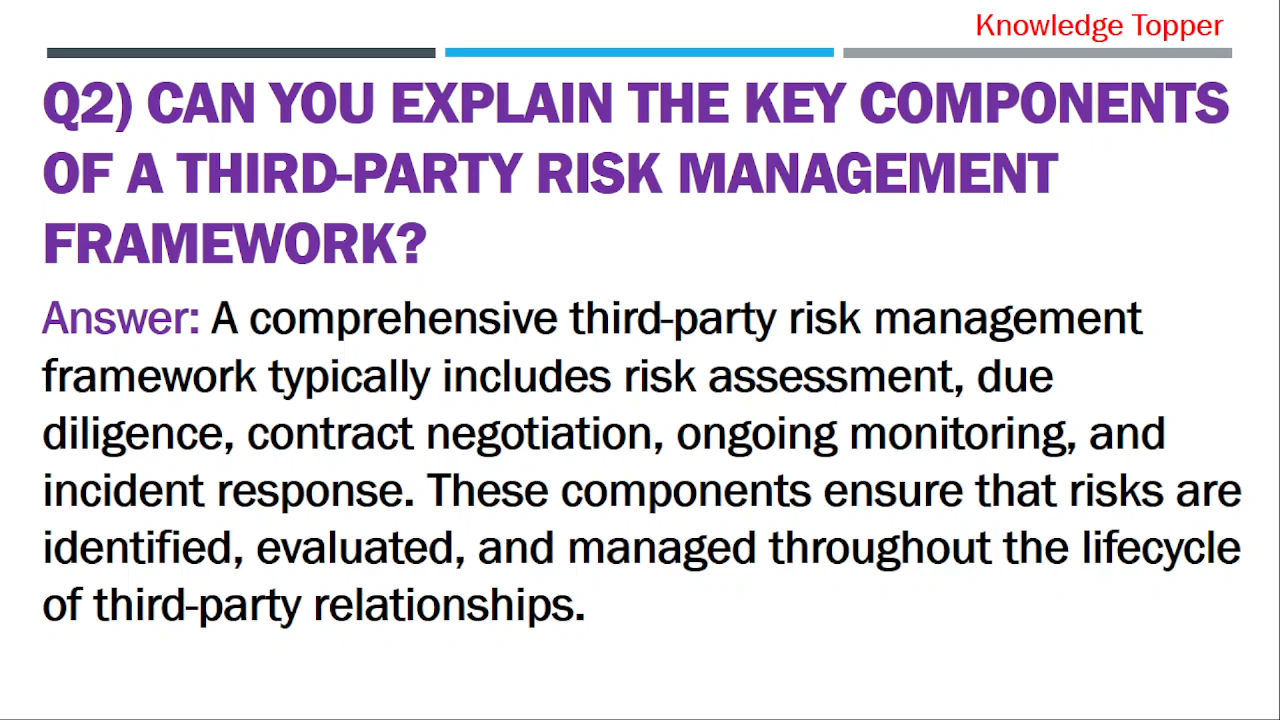 Knowledge Topper
Q2) CAN YOU EXPLAIN THE KEY COMPONENTS
OF A THIRD-PARTY RISK MANAGEMENT
FRAMEWORK?
Answer: A comprehensive third-party risk management
framework typically includes risk assessment, due
diligence, contract negotiation, ongoing monitoring, and
incident response. These components ensure that risks are
identified, evaluated, and managed throughout the lifecycle
of third-party relationships.